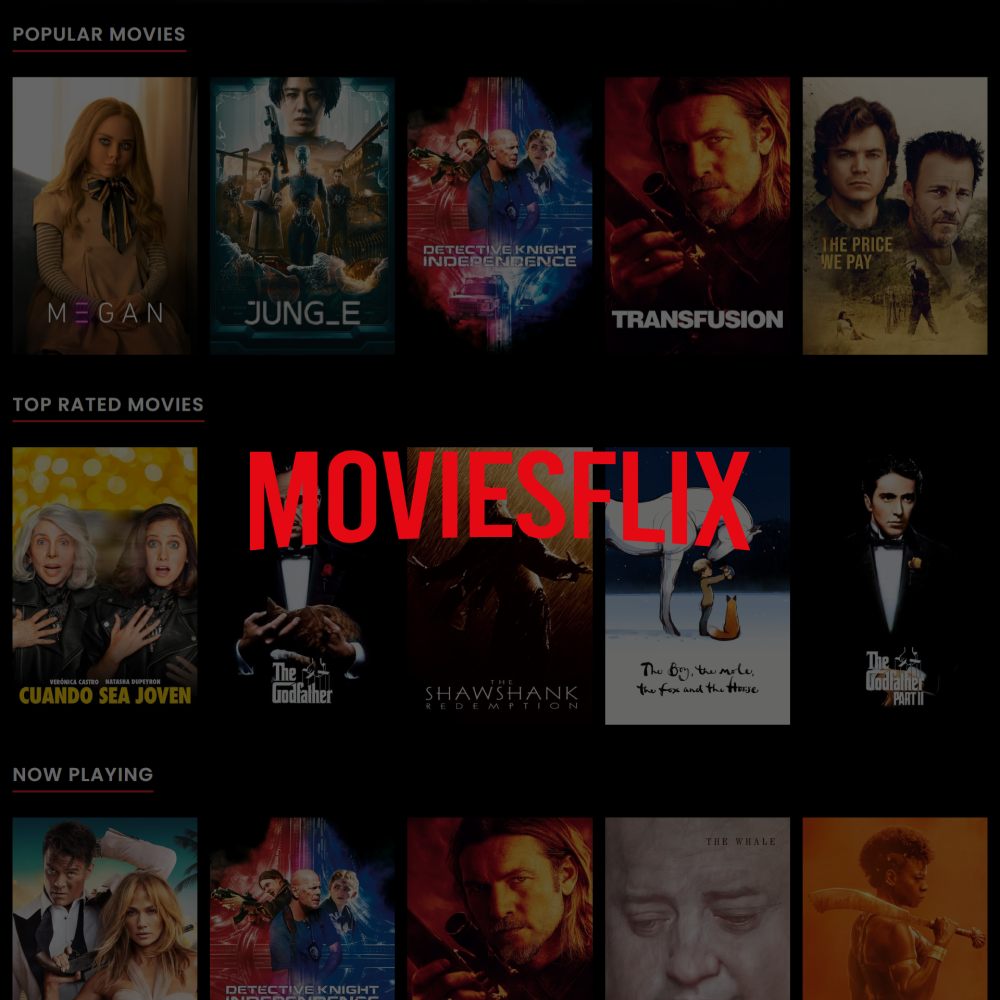 POPULAR MOVIES
MEGAN
JUNG_E
DETECTIVE KNIGHT
INDEPENDENCE
TRANSFUSION
THE PRICE
WE PAY
TOP RATED MOVIES
MOVIESFLIX
VERÓNICA CASTRO NATASHA DUPEYRON
CUANDO SEA JOVEN
The
Godfather
THE
SHAWSHANK
REDEMPTION
The Boy, the mole,
the fox and the Horse
The
Godfather
PART II
NOW PLAYING
DETECTIVE KNIGHT
INDEPENDENCE
THE WHALE